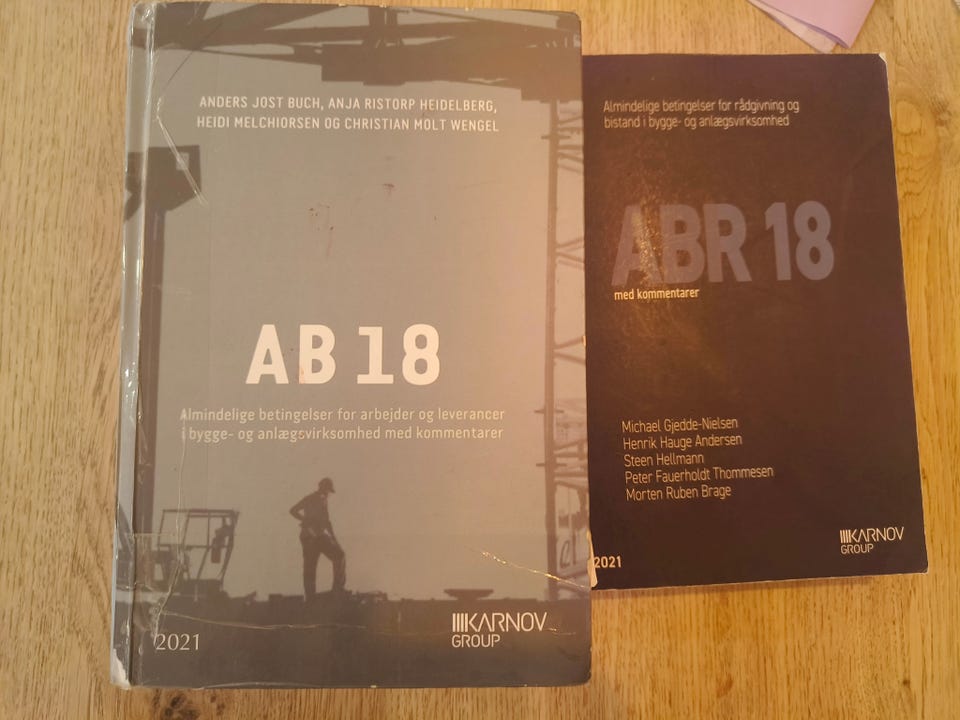 ANDERS JOST BUCH, ANJA RISTORP HEIDELBERG,
HEIDI MELCHIORSEN OG CHRISTIAN MOLT WENGEL
AB 18
Almindelige betingelser for arbejder og leverancer
i bygge- og anlægsvirksomhed med kommentarer
2021
KARNOV
GROUP
Almindelige betingelser for rådgivning og
bistand i bygge- og anlægsvirksomhed
ABR 18
med kommentarer
Michael Gjedde-Nielsen
Henrik Hauge Andersen
Steen Hellmann
Peter Fauerholdt Thommesen
Morten Ruben Brage
KARNOV
GROUP
2021